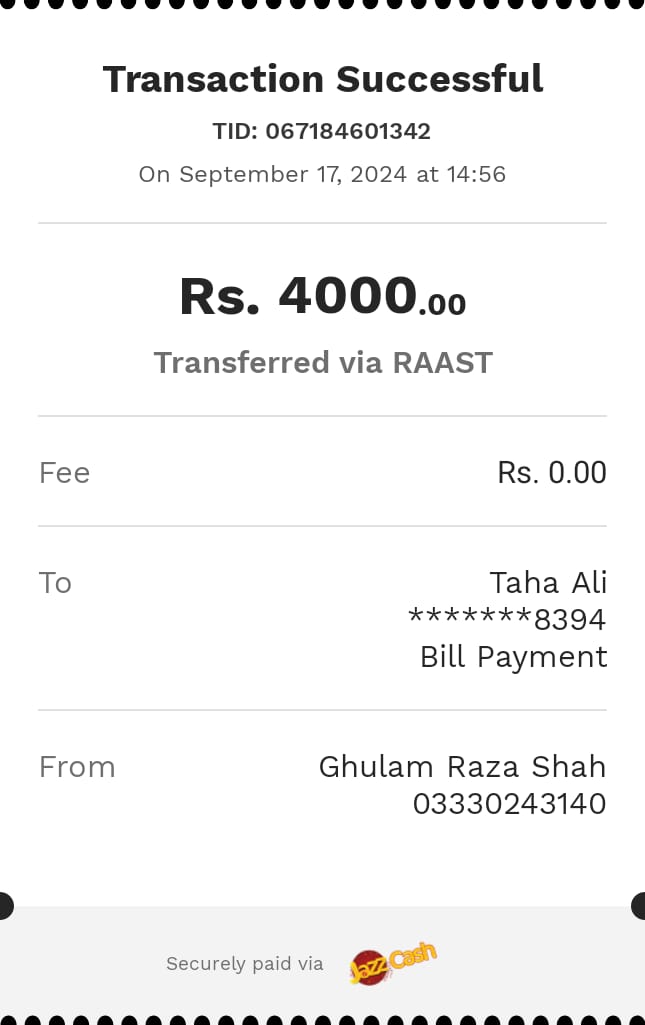 Transaction Successful
TID: 067184601342
On September 17, 2024 at 14:56
Rs. 4000.00
Transferred via RAAST
Fee Rs. 0.00
To Taha Ali
*******8394
Bill Payment
From Ghulam Raza Shah
03330243140
Securely paid via JazzCash